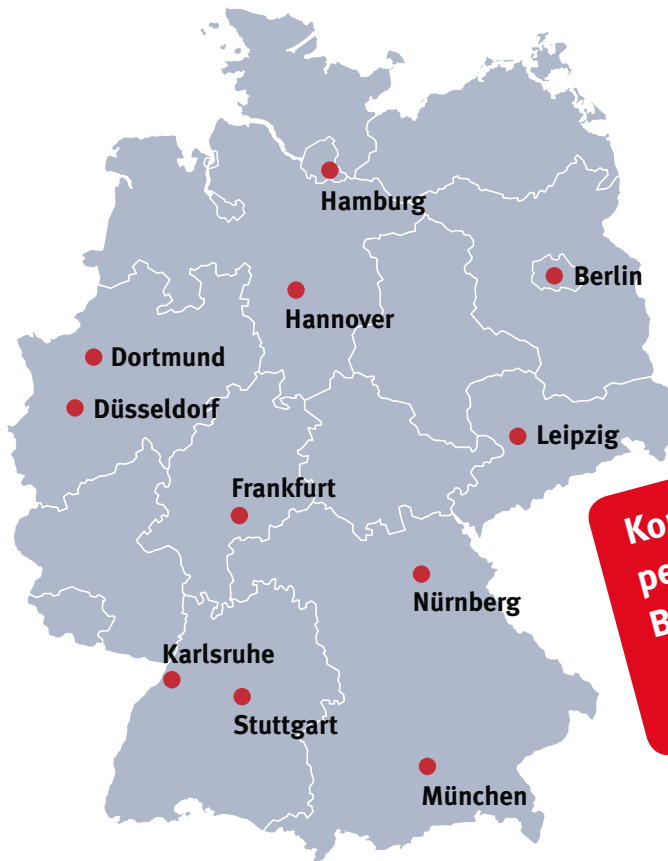 Hamburg
Berlin
Hannover
Dortmund
Düsseldorf
Leipzig
Frankfurt
Nürnberg
Karlsruhe
Stuttgart
München